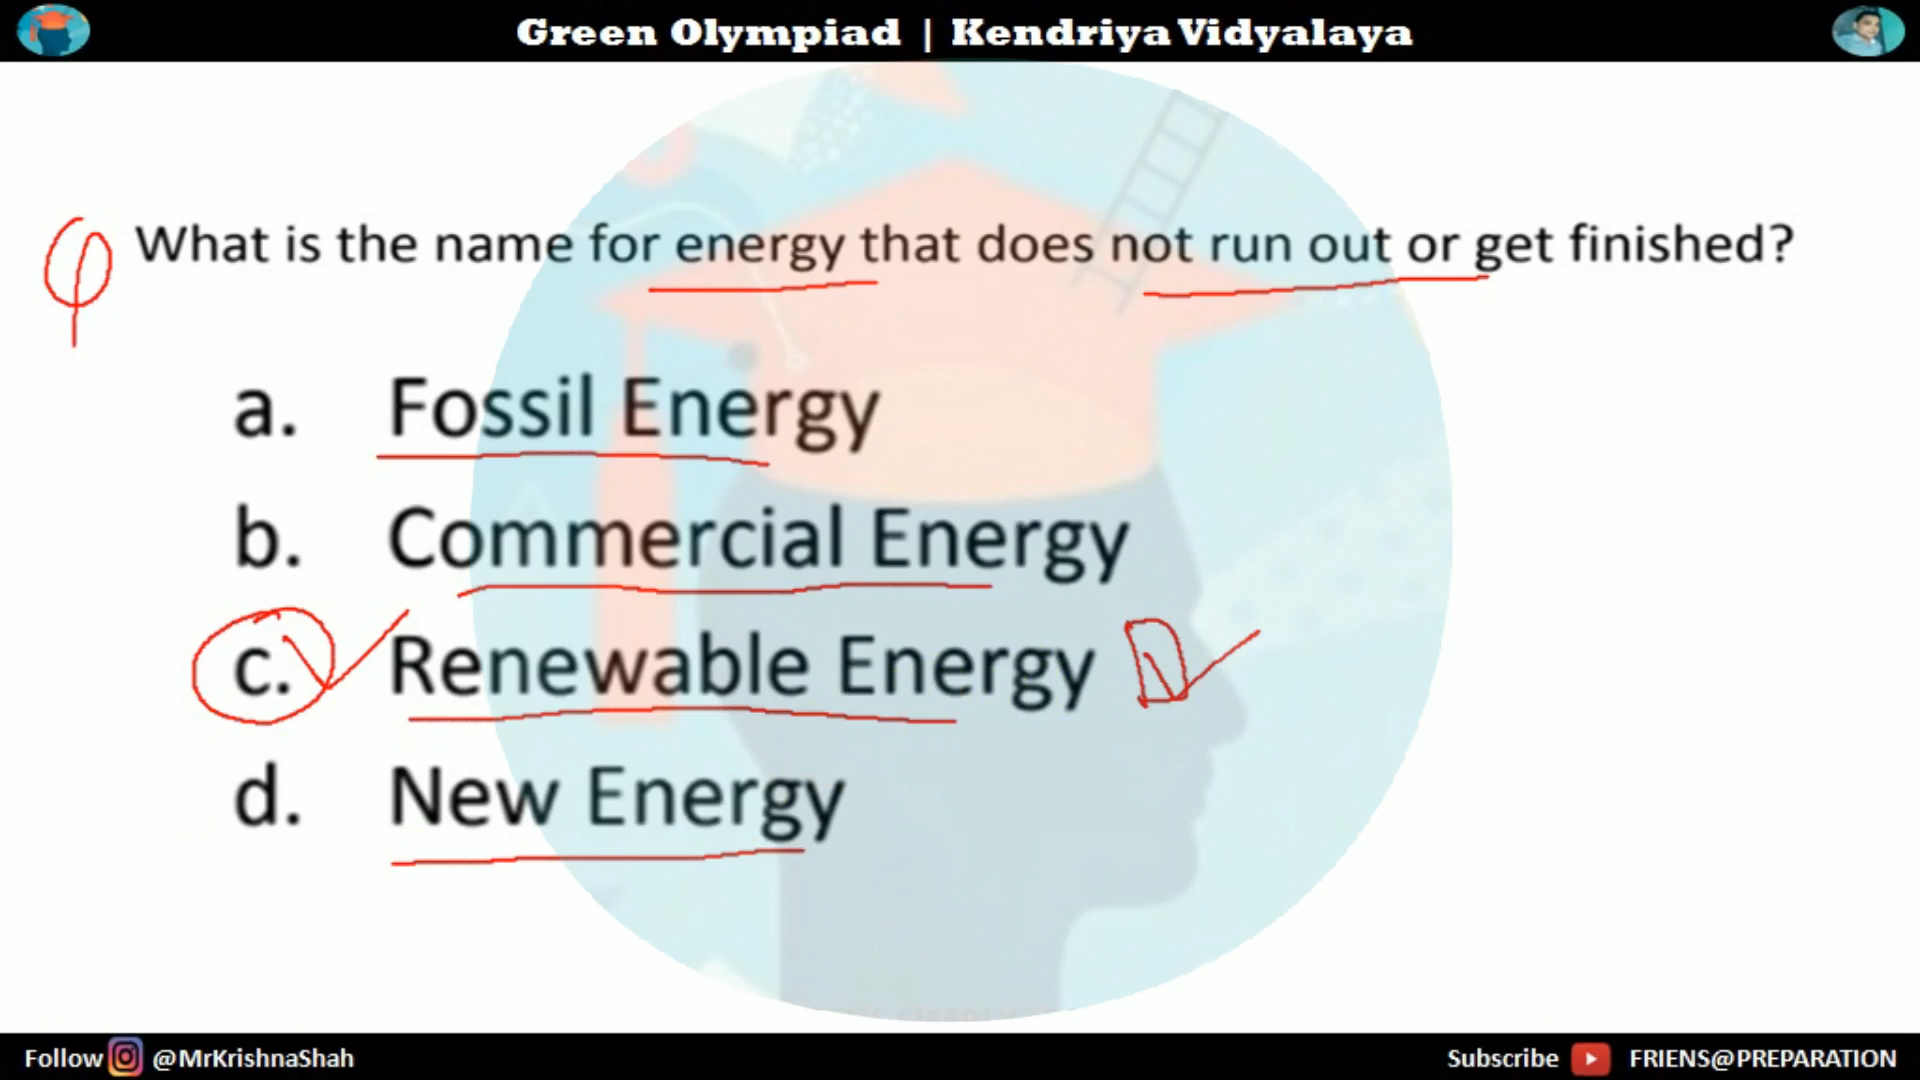 Green Olympiad | Kendriya Vidyalaya
What is the name for energy that does not run out or get finished?
a. Fossil Energy
b. Commercial Energy
c. Renewable Energy
d. New Energy
Follow @MrKrishnaShah
Subscribe FRIENS@PREPARATION